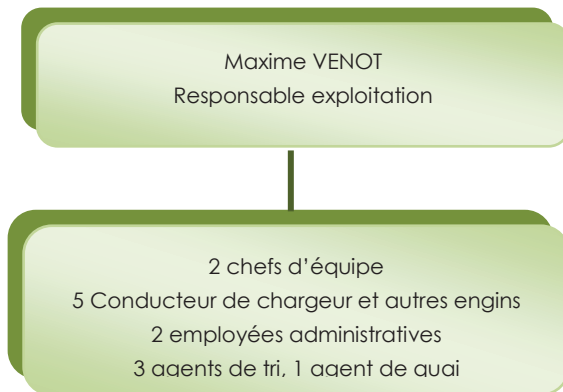 Maxime VENOT
Responsable exploitation
2 chefs d'équipe
5 Conducteur de chargeur et autres engins
2 employées administratives
3 agents de tri, 1 agent de quai